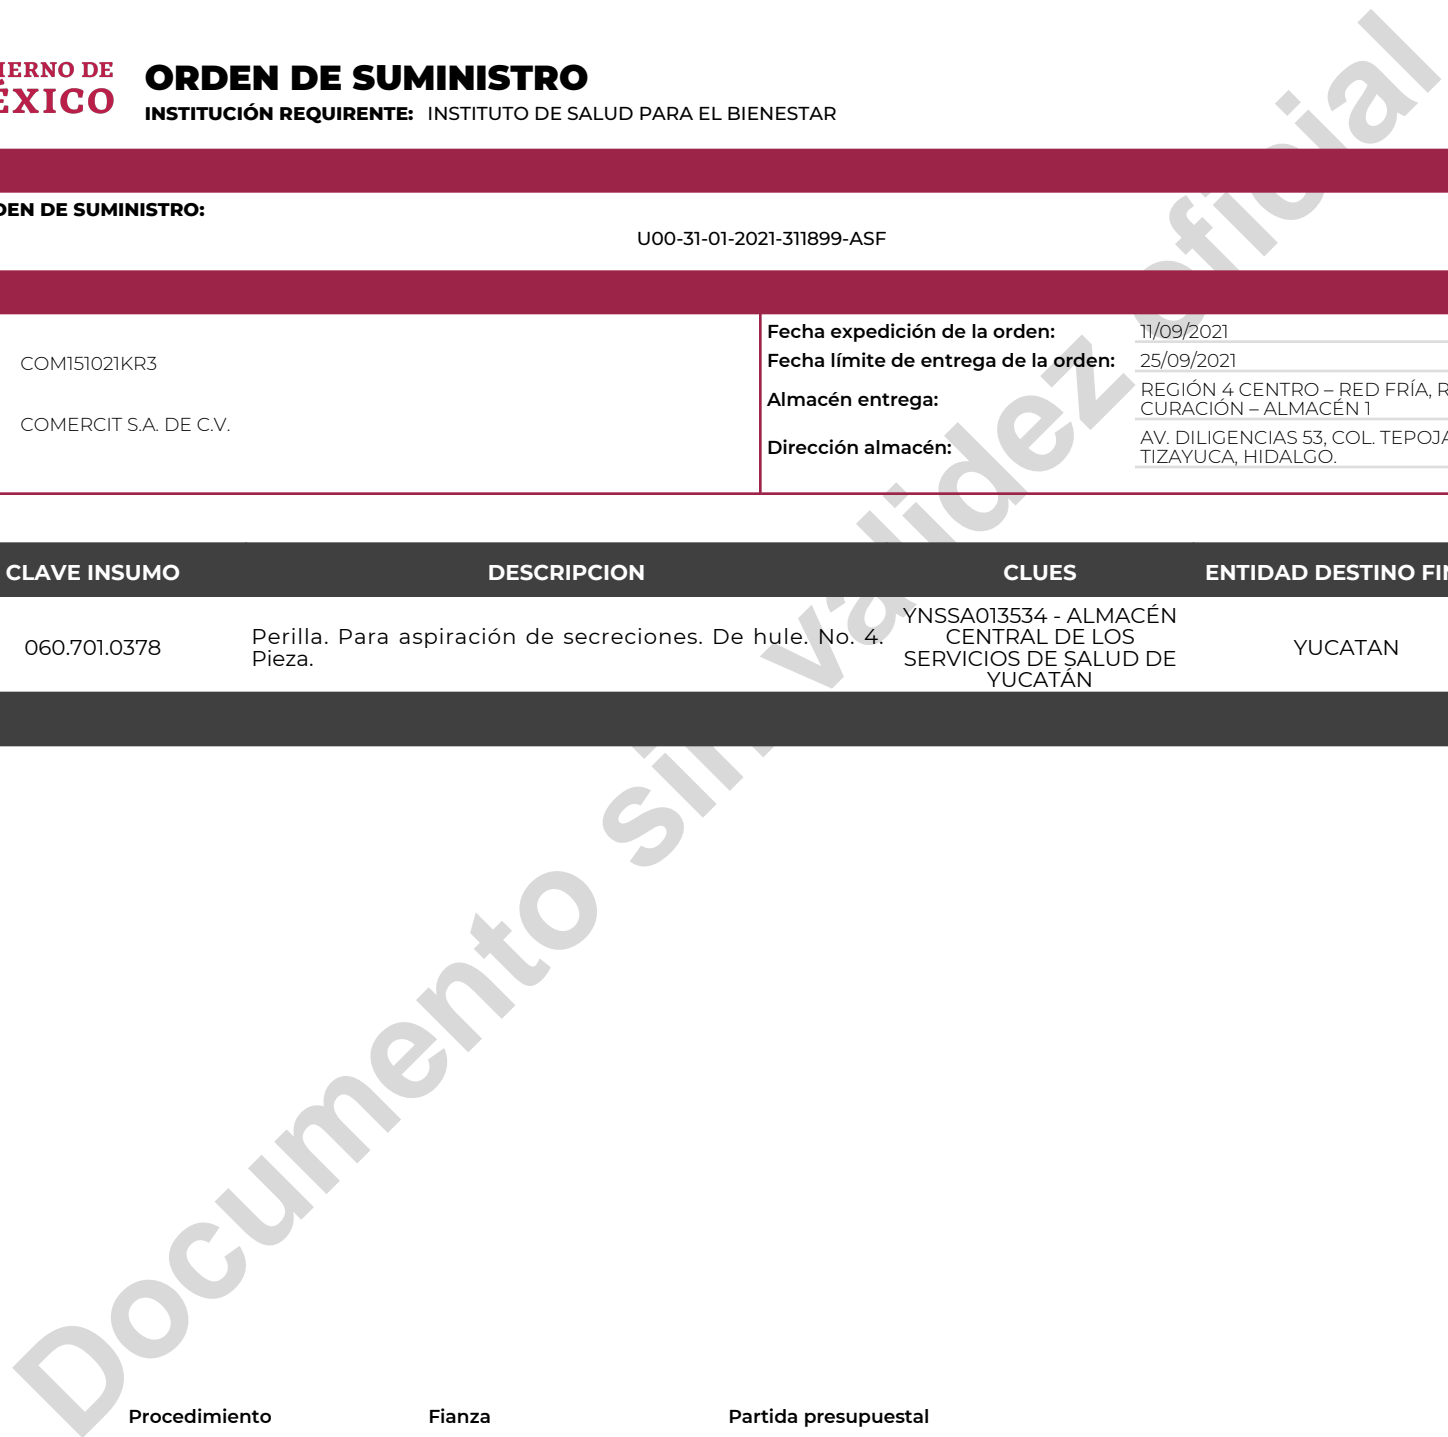 IERNO DE
ÉXICO
ORDEN DE SUMINISTRO
INSTITUCIÓN REQUIRENTE: INSTITUTO DE SALUD PARA EL BIENESTAR
DEN DE SUMINISTRO:
U00-31-01-2021-311899-ASF
COM151021KR3
COMERCIT S.A. DE C.V.
Fecha expedición de la orden: 11/09/2021
Fecha límite de entrega de la orden: 25/09/2021
Almacén entrega: REGIÓN 4 CENTRO – RED FRÍA, R
CURACIÓN – ALMACÉN 1
Dirección almacén: AV. DILIGENCIAS 53, COL. TEPOJA
TIZAYUCA, HIDALGO.
CLAVE INSUMO DESCRIPCION CLUES ENTIDAD DESTINO FIN
060.701.0378
Perilla. Para aspiración de secreciones. De hule. No. 4.
Pieza.
YNSSA013534 - ALMACÉN
CENTRAL DE LOS
SERVICIOS DE SALUD DE
YUCATÁN
YUCATAN
Documento sin validez oficial
Procedimiento Fianza Partida presupuestal